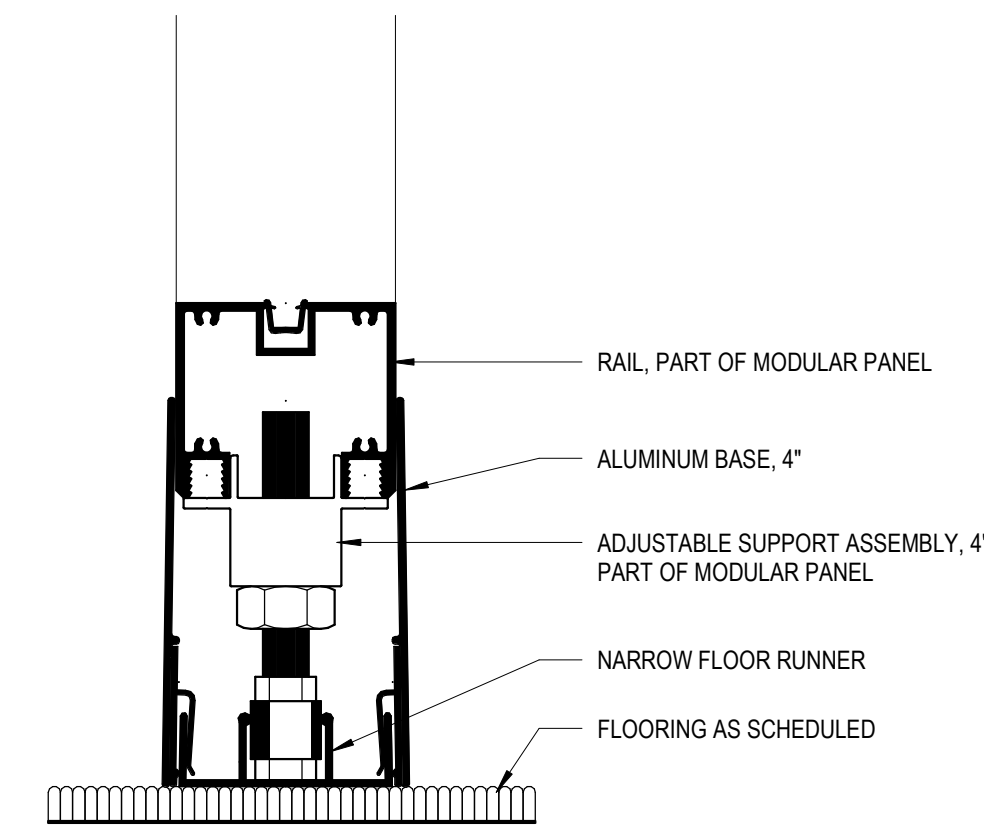 RAIL, PART OF MODULAR PANEL
ALUMINUM BASE, 4"
ADJUSTABLE SUPPORT ASSEMBLY, 4"
PART OF MODULAR PANEL
NARROW FLOOR RUNNER
FLOORING AS SCHEDULED